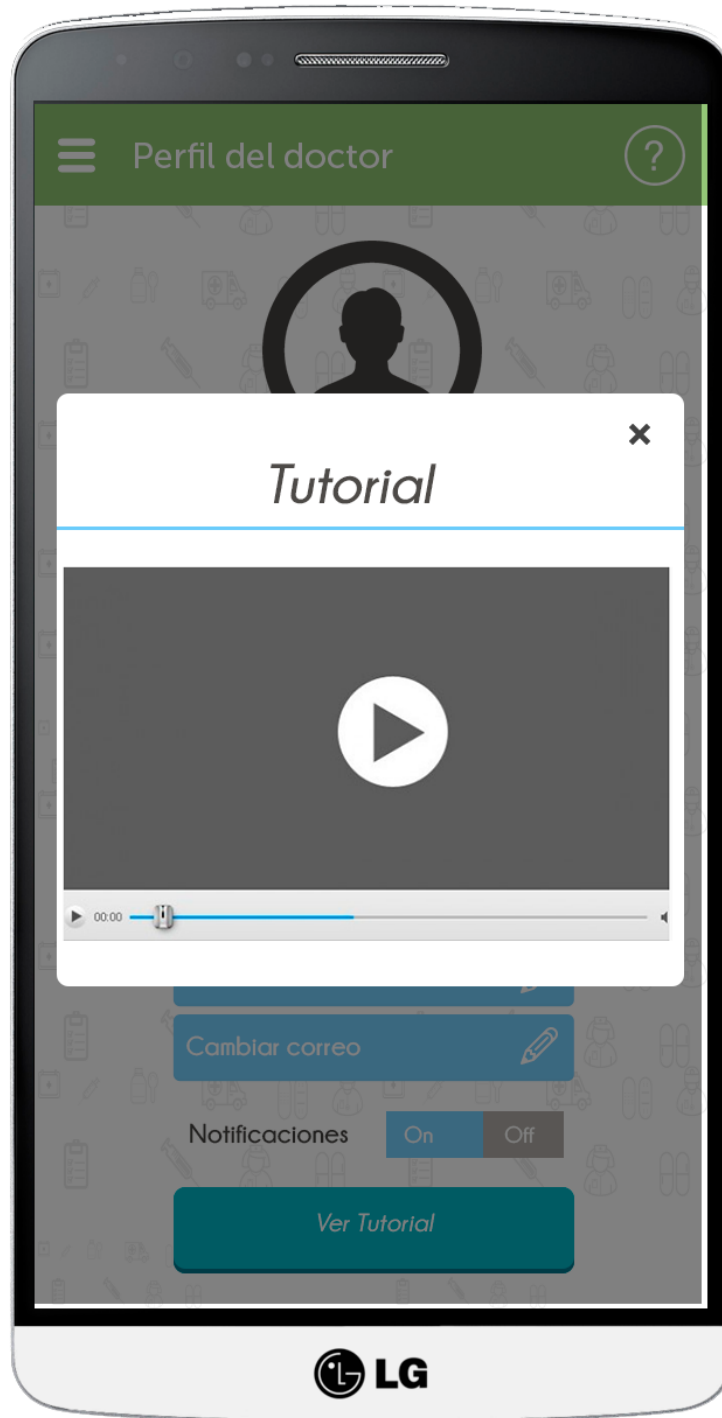 Perfil del doctor
?
Tutorial
00:00
Cambiar correo
Notificaciones On Off
Ver Tutorial
LG